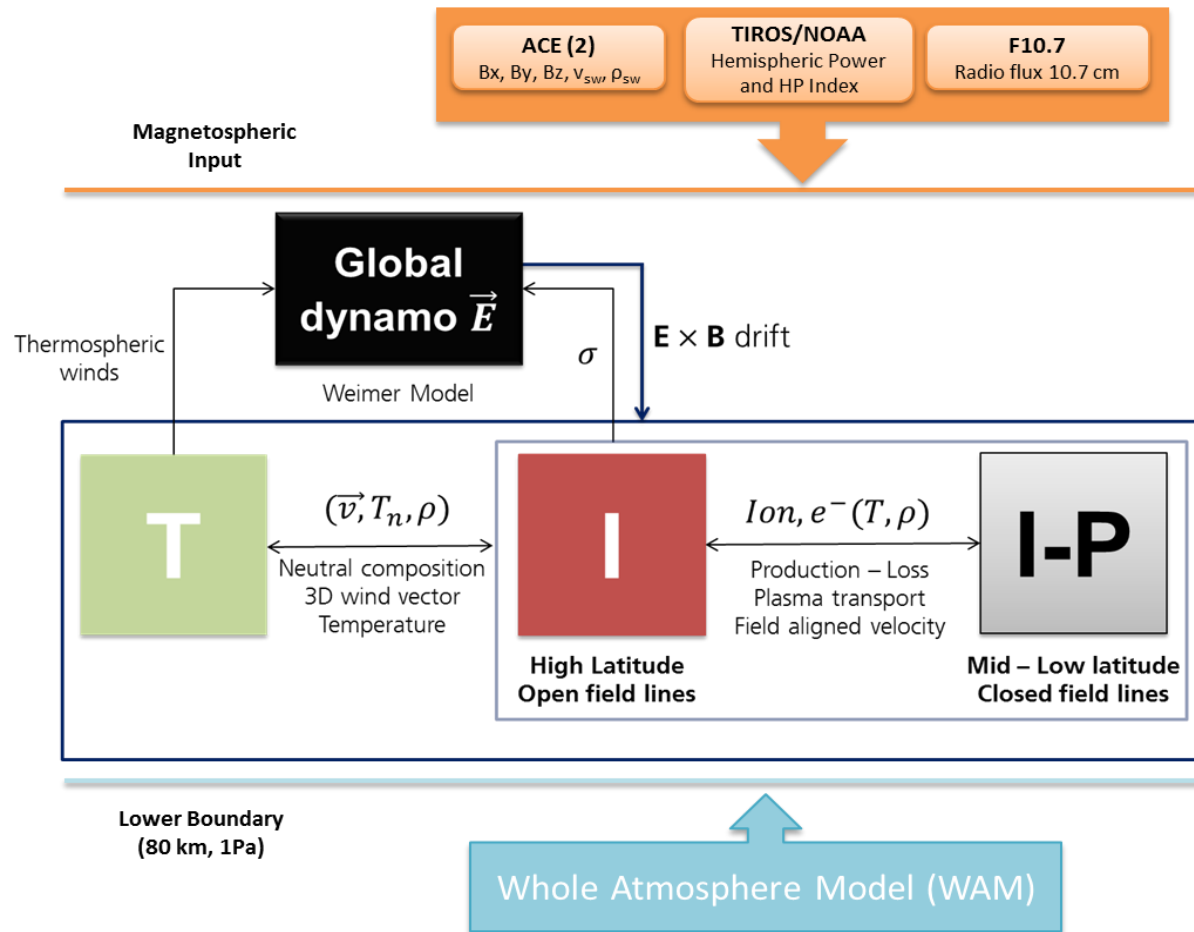 ACE (2)
Bx, By, Bz, vsw, ρsw
TIROS/NOAA
Hemispheric Power
and HP Index
F10.7
Radio flux 10.7 cm
Magnetospheric
Input
Global
dynamo E⃗
Thermospheric
winds
Weimer Model
σ
E × B drift
T
(v⃗, Tn, ρ)
Neutral composition
3D wind vector
Temperature
I
High Latitude
Open field lines
Ion, e⁻(T, ρ)
Production – Loss
Plasma transport
Field aligned velocity
I-P
Mid – Low latitude
Closed field lines
Lower Boundary
(80 km, 1Pa)
Whole Atmosphere Model (WAM)